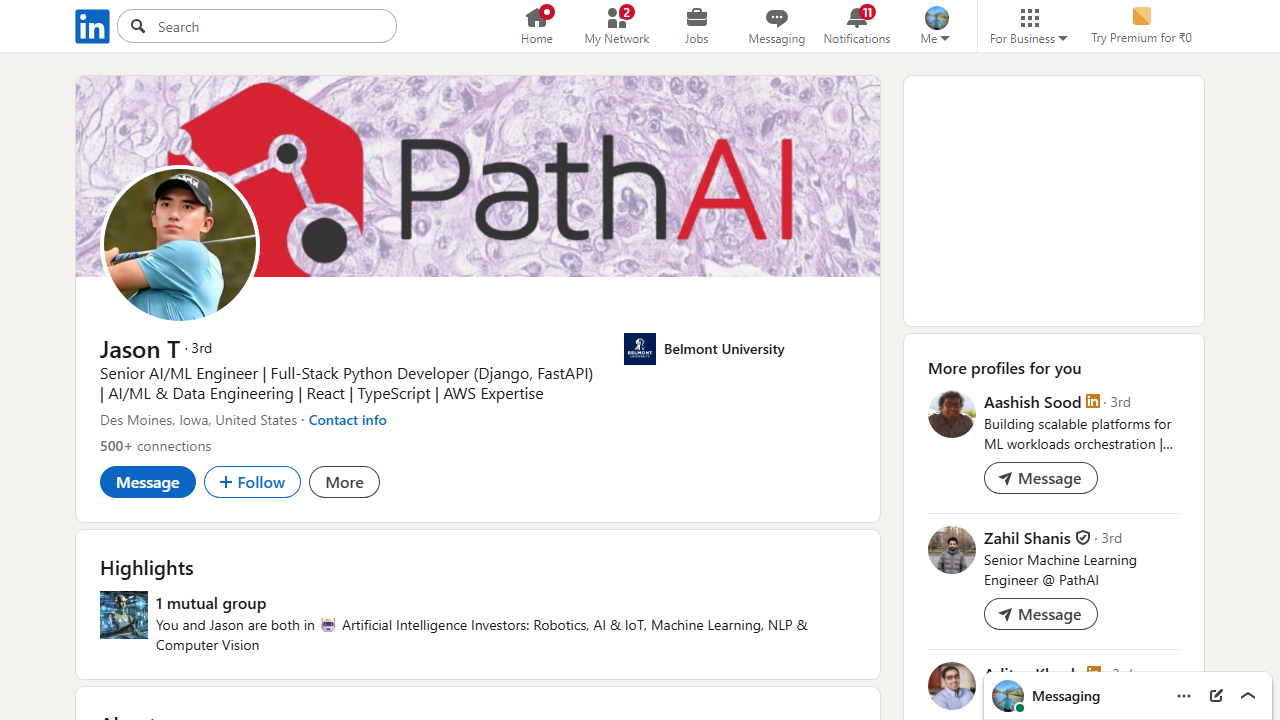 in
Search
Home
2
My Network
Jobs
Messaging
11
Notifications
Me
For Business
Try Premium for ₹0
PathAI
Jason T · 3rd
Senior AI/ML Engineer | Full-Stack Python Developer (Django, FastAPI)
| AI/ML & Data Engineering | React | TypeScript | AWS Expertise
Des Moines, Iowa, United States · Contact info
500+ connections
Message
+ Follow
More
BELMONT
UNIVERSITY
Belmont University
Highlights
1 mutual group
You and Jason are both in 🤖 Artificial Intelligence Investors: Robotics, AI & IoT, Machine Learning, NLP &
Computer Vision
More profiles for you
Aashish Sood in · 3rd
Building scalable platforms for
ML workloads orchestration |...
Message
Zahil Shanis · 3rd
Senior Machine Learning
Engineer @ PathAI
Message
Messaging